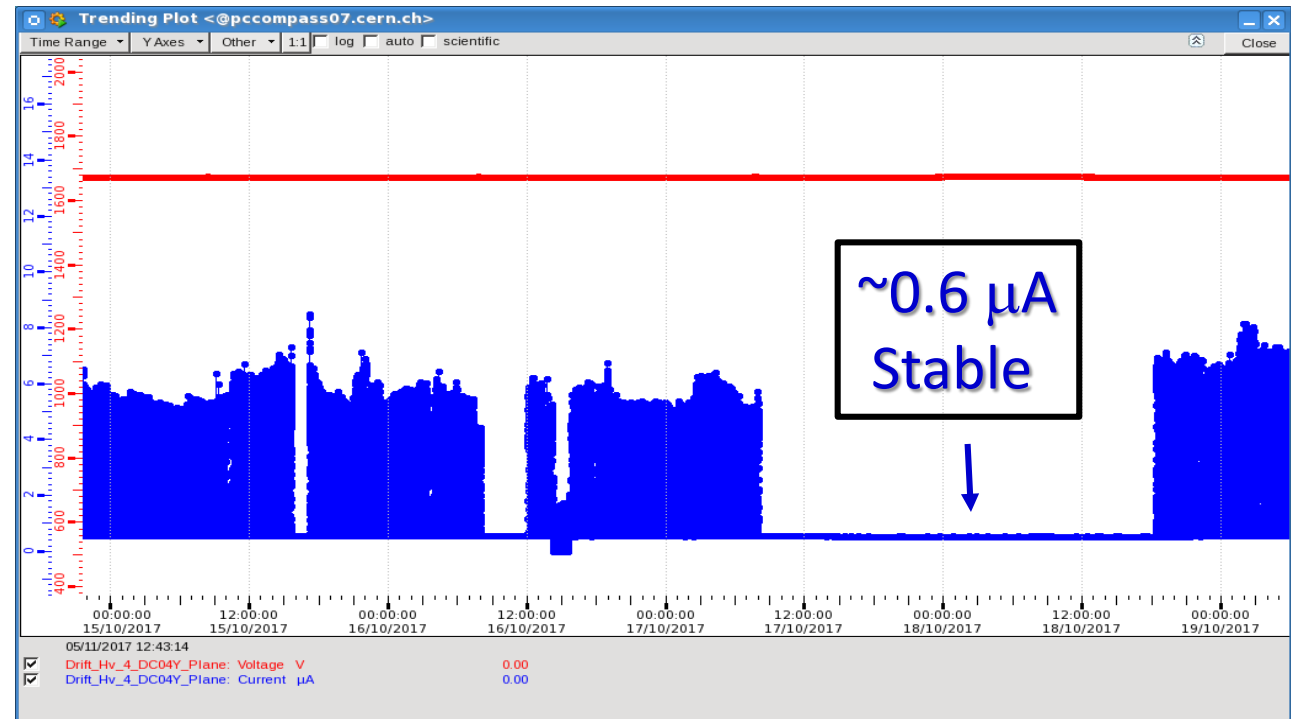 Trending Plot <@pccompass07.cern.ch>
Time Range Y Axes Other 1:1 log auto scientific Close
16
14
12
10
8
6
4
2
0
2000
1800
1600
1400
1200
1000
800
600
400
~0.6 µA
Stable
00:00:00 12:00:00 00:00:00 12:00:00 00:00:00 12:00:00 00:00:00 12:00:00 00:00:00
15/10/2017 15/10/2017 16/10/2017 16/10/2017 17/10/2017 17/10/2017 18/10/2017 18/10/2017 19/10/2017
05/11/2017 12:43:14
Drift_Hv_4_DC04Y_Plane: Voltage V 0.00
Drift_Hv_4_DC04Y_Plane: Current µA 0.00